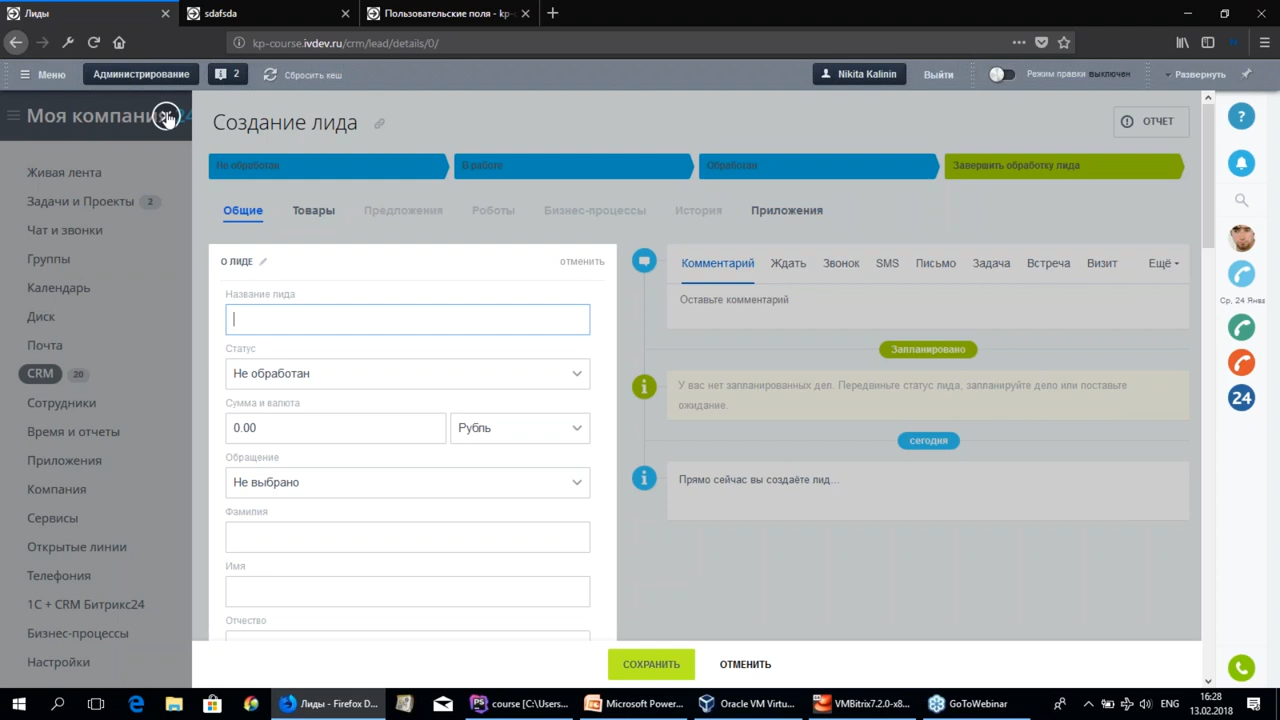 Лиды
sdafsda
Пользовательские поля - kp-c
kp-course.ivdev.ru/crm/lead/details/0/
Меню
Администрирование
2
Сбросить кеш
Nikita Kalinin
Выйти
Режим правки выключен
Развернуть
Моя компани
Создание лида
ОТЧЕТ
Не обработан
В работе
Обработан
Завершить обработку лида
Общие
Товары
Предложения
Роботы
Бизнес-процессы
История
Приложения
Живая лента
Задачи и Проекты 2
Чат и звонки
Группы
Календарь
Диск
Почта
CRM 20
Сотрудники
Время и отчеты
Приложения
Компания
Сервисы
Открытые линии
Телефония
1С + CRM Битрикс24
Бизнес-процессы
Настройки
О ЛИДЕ
отменить
Название лида
Статус
Не обработан
Сумма и валюта
0.00
Рубль
Обращение
Не выбрано
Фамилия
Имя
Отчество
Комментарий
Ждать
Звонок
SMS
Письмо
Задача
Встреча
Визит
Ещё
Оставьте комментарий
Запланировано
У вас нет запланированных дел. Передвиньте статус лида, запланируйте дело или поставьте
ожидание.
сегодня
Прямо сейчас вы создаёте лид...
СОХРАНИТЬ
ОТМЕНИТЬ
?
Ср, 24 Янва
24
Лиды - Firefox D...
course [C:\Users...
Microsoft Power...
Oracle VM Virtu...
VMBitrix7.2.0-x8...
GoToWebinar
ENG
16:28
13.02.2018